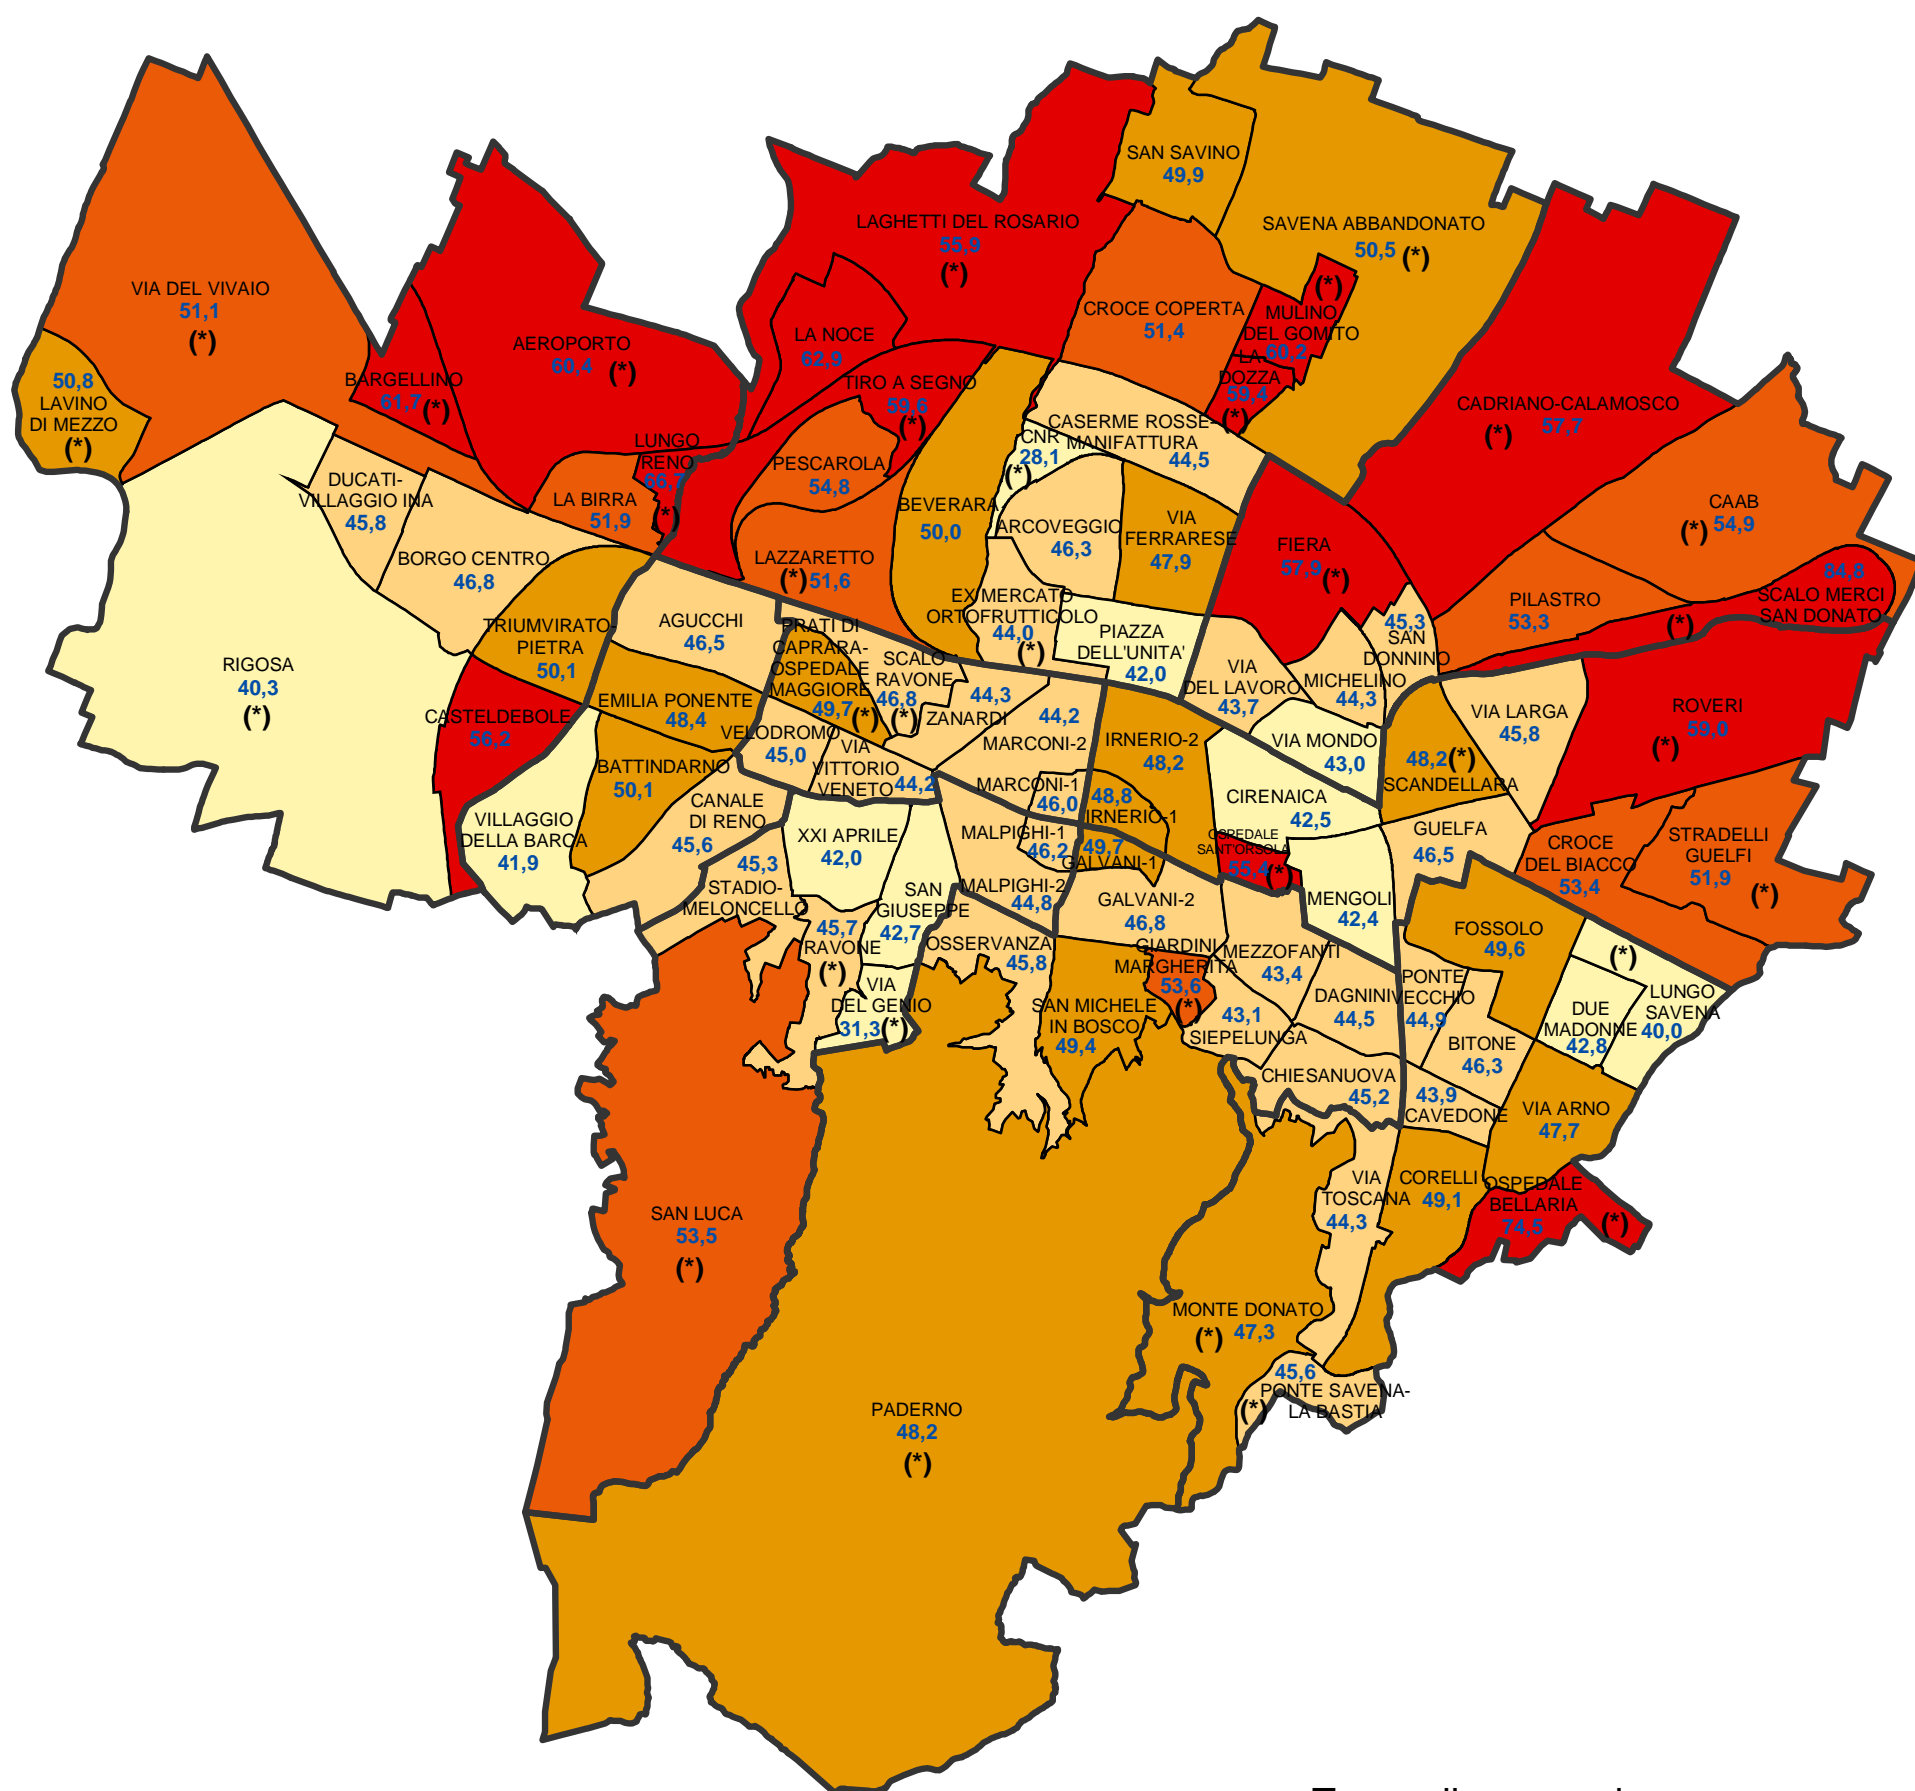 SAN SAVINO
49,9
LAGHETTI DEL ROSARIO
55,9
(*)
SAVENA ABBANDONATO
50,5 (*)
VIA DEL VIVAIO
51,1
(*)
CROCE COPERTA
51,4
(*)
MULINO
DEL GOMITO
60,2
LA NOCE
62,9
AEROPORTO
60,4 (*)
LA
DOZZA
59,4
(*)
BARGELLINO
61,7 (*)
TIRO A SEGNO
59,6
(*)
50,8
LAVINO
DI MEZZO
(*)
CADRIANO-CALAMOSCO
57,7
(*)
CASERME ROSSE-
MANIFATTURA
44,5
CNR
28,1
(*)
LUNGO
RENO
66,7
(*)
PESCAROLA
54,8
DUCATI-
VILLAGGIO INA
45,8
LA BIRRA
51,9
BEVERARA
50,0
ARCOVEGGIO
46,3
VIA
FERRARESE
47,9
CAAB
(*) 54,9
FIERA
57,9 (*)
BORGO CENTRO
46,8
LAZZARETTO
(*) 51,6
84,8
SCALO MERCI
SAN DONATO
(*)
PILASTRO
53,3
EX MERCATO
ORTOFRUTTICOLO
44,0
(*)
AGUCCHI
46,5
TRIUMVIRATO-
PIETRA
50,1
PRATI DI
CAPRARA-
OSPEDALE
MAGGIORE
49,7 (*)
SCALO
RAVONE
46,8
(*)
PIAZZA
DELL'UNITA'
42,0
45,3
SAN
DONNINO
RIGOSA
40,3
(*)
VIA
DEL LAVORO
43,7
MICHELINO
44,3
44,3
ZANARDI
EMILIA PONENTE
48,4
CASTELDEBOLE
56,2
44,2
MARCONI-2
VIA LARGA
45,8
ROVERI
59,0
(*)
VELODROMO
45,0
VIA
VITTORIO
VENETO 44,2
IRNERIO-2
48,2
VIA MONDO
43,0
48,2 (*)
SCANDELLARA
BATTINDARNO
50,1
MARCONI-1
46,0
48,8
IRNERIO-1
CIRENAICA
42,5
CANALE
DI RENO
45,6
VILLAGGIO
DELLA BARCA
41,9
XXI APRILE
42,0
MALPIGHI-1
46,2
49,7
GALVANI-1
OSPEDALE
SANT'ORSOLA
55,4 (*)
GUELFA
46,5
CROCE
DEL BIACCO
53,4
STRADELLI
GUELFI
51,9
(*)
45,3
STADIO-
MELONCELLO
SAN
GIUSEPPE
42,7
MALPIGHI-2
44,8
GALVANI-2
46,8
MENGOLI
42,4
45,7
RAVONE
(*)
OSSERVANZA
45,8
FOSSOLO
49,6
GIARDINI
MARGHERITA
53,6
(*)
MEZZOFANTI
43,4
(*)
VIA
DEL GENIO
31,3 (*)
SAN MICHELE
IN BOSCO
49,4
DAGNINI
44,5
PONTE
VECCHIO
44,9
DUE
MADONNE
42,8
LUNGO
SAVENA
40,0
43,1
SIEPELUNGA
BITONE
46,3
CHIESANUOVA
45,2
43,9
CAVEDONE
VIA ARNO
47,7
VIA
TOSCANA
44,3
CORELLI
49,1
OSPEDALE
BELLARIA
74,5
(*)
SAN LUCA
53,5
(*)
MONTE DONATO
(*) 47,3
45,6
PONTE SAVENA-
LA BASTIA
(*)
PADERNO
48,2
(*)